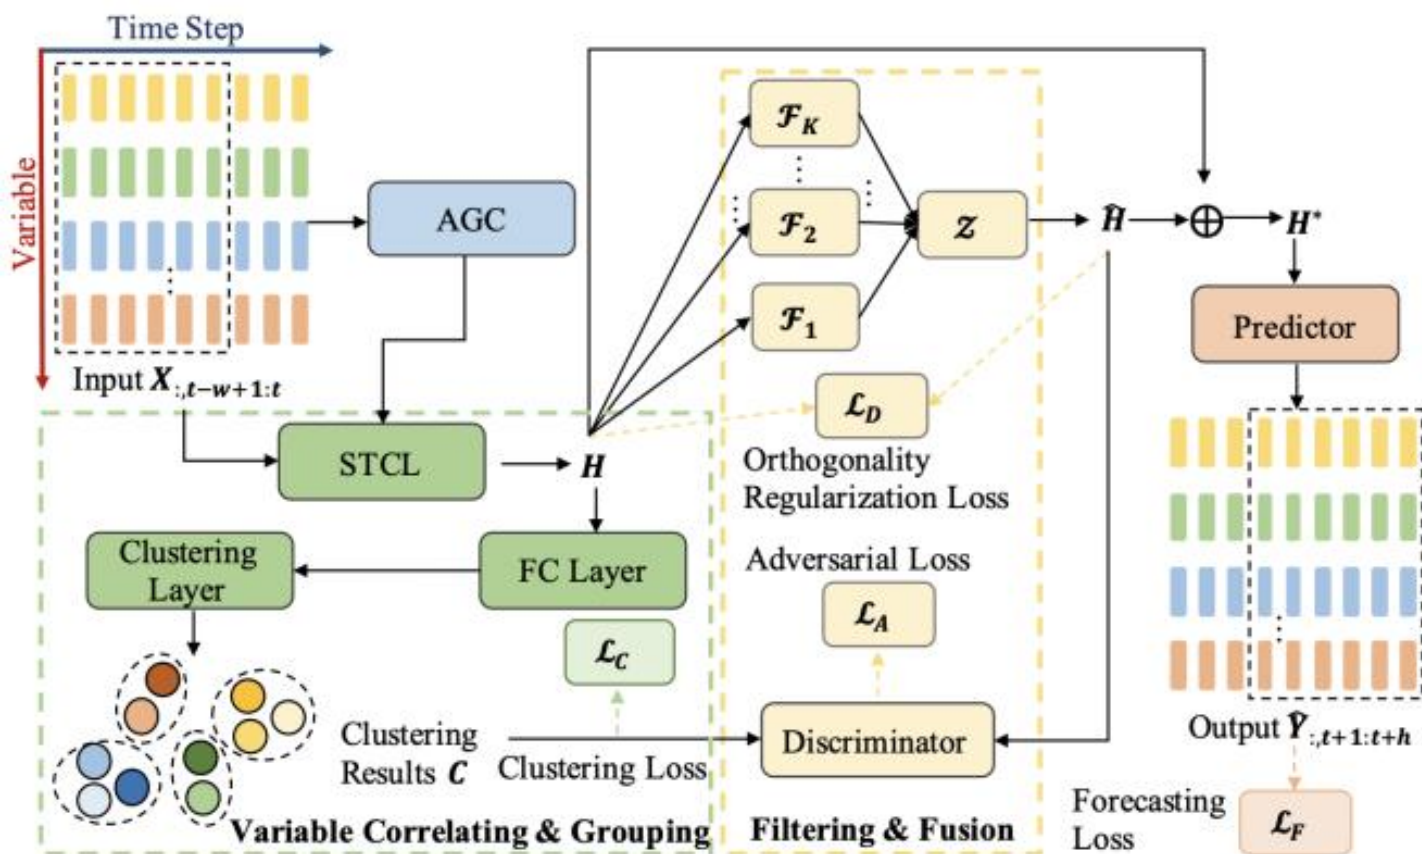 Time Step
Variable
Input X:,t−w+1:t
AGC
STCL
H
Clustering
Layer
FC Layer
ℒC
Clustering
Results C
Clustering Loss
Variable Correlating & Grouping
ℱK
⋮
⋮
⋮
ℱ2
ℱ1
𝒵
ℒD
Orthogonality
Regularization Loss
Adversarial Loss
ℒA
Discriminator
Filtering & Fusion
Ĥ
⊕
H*
Predictor
Output Ŷ:,t+1:t+h
Forecasting
Loss
ℒF